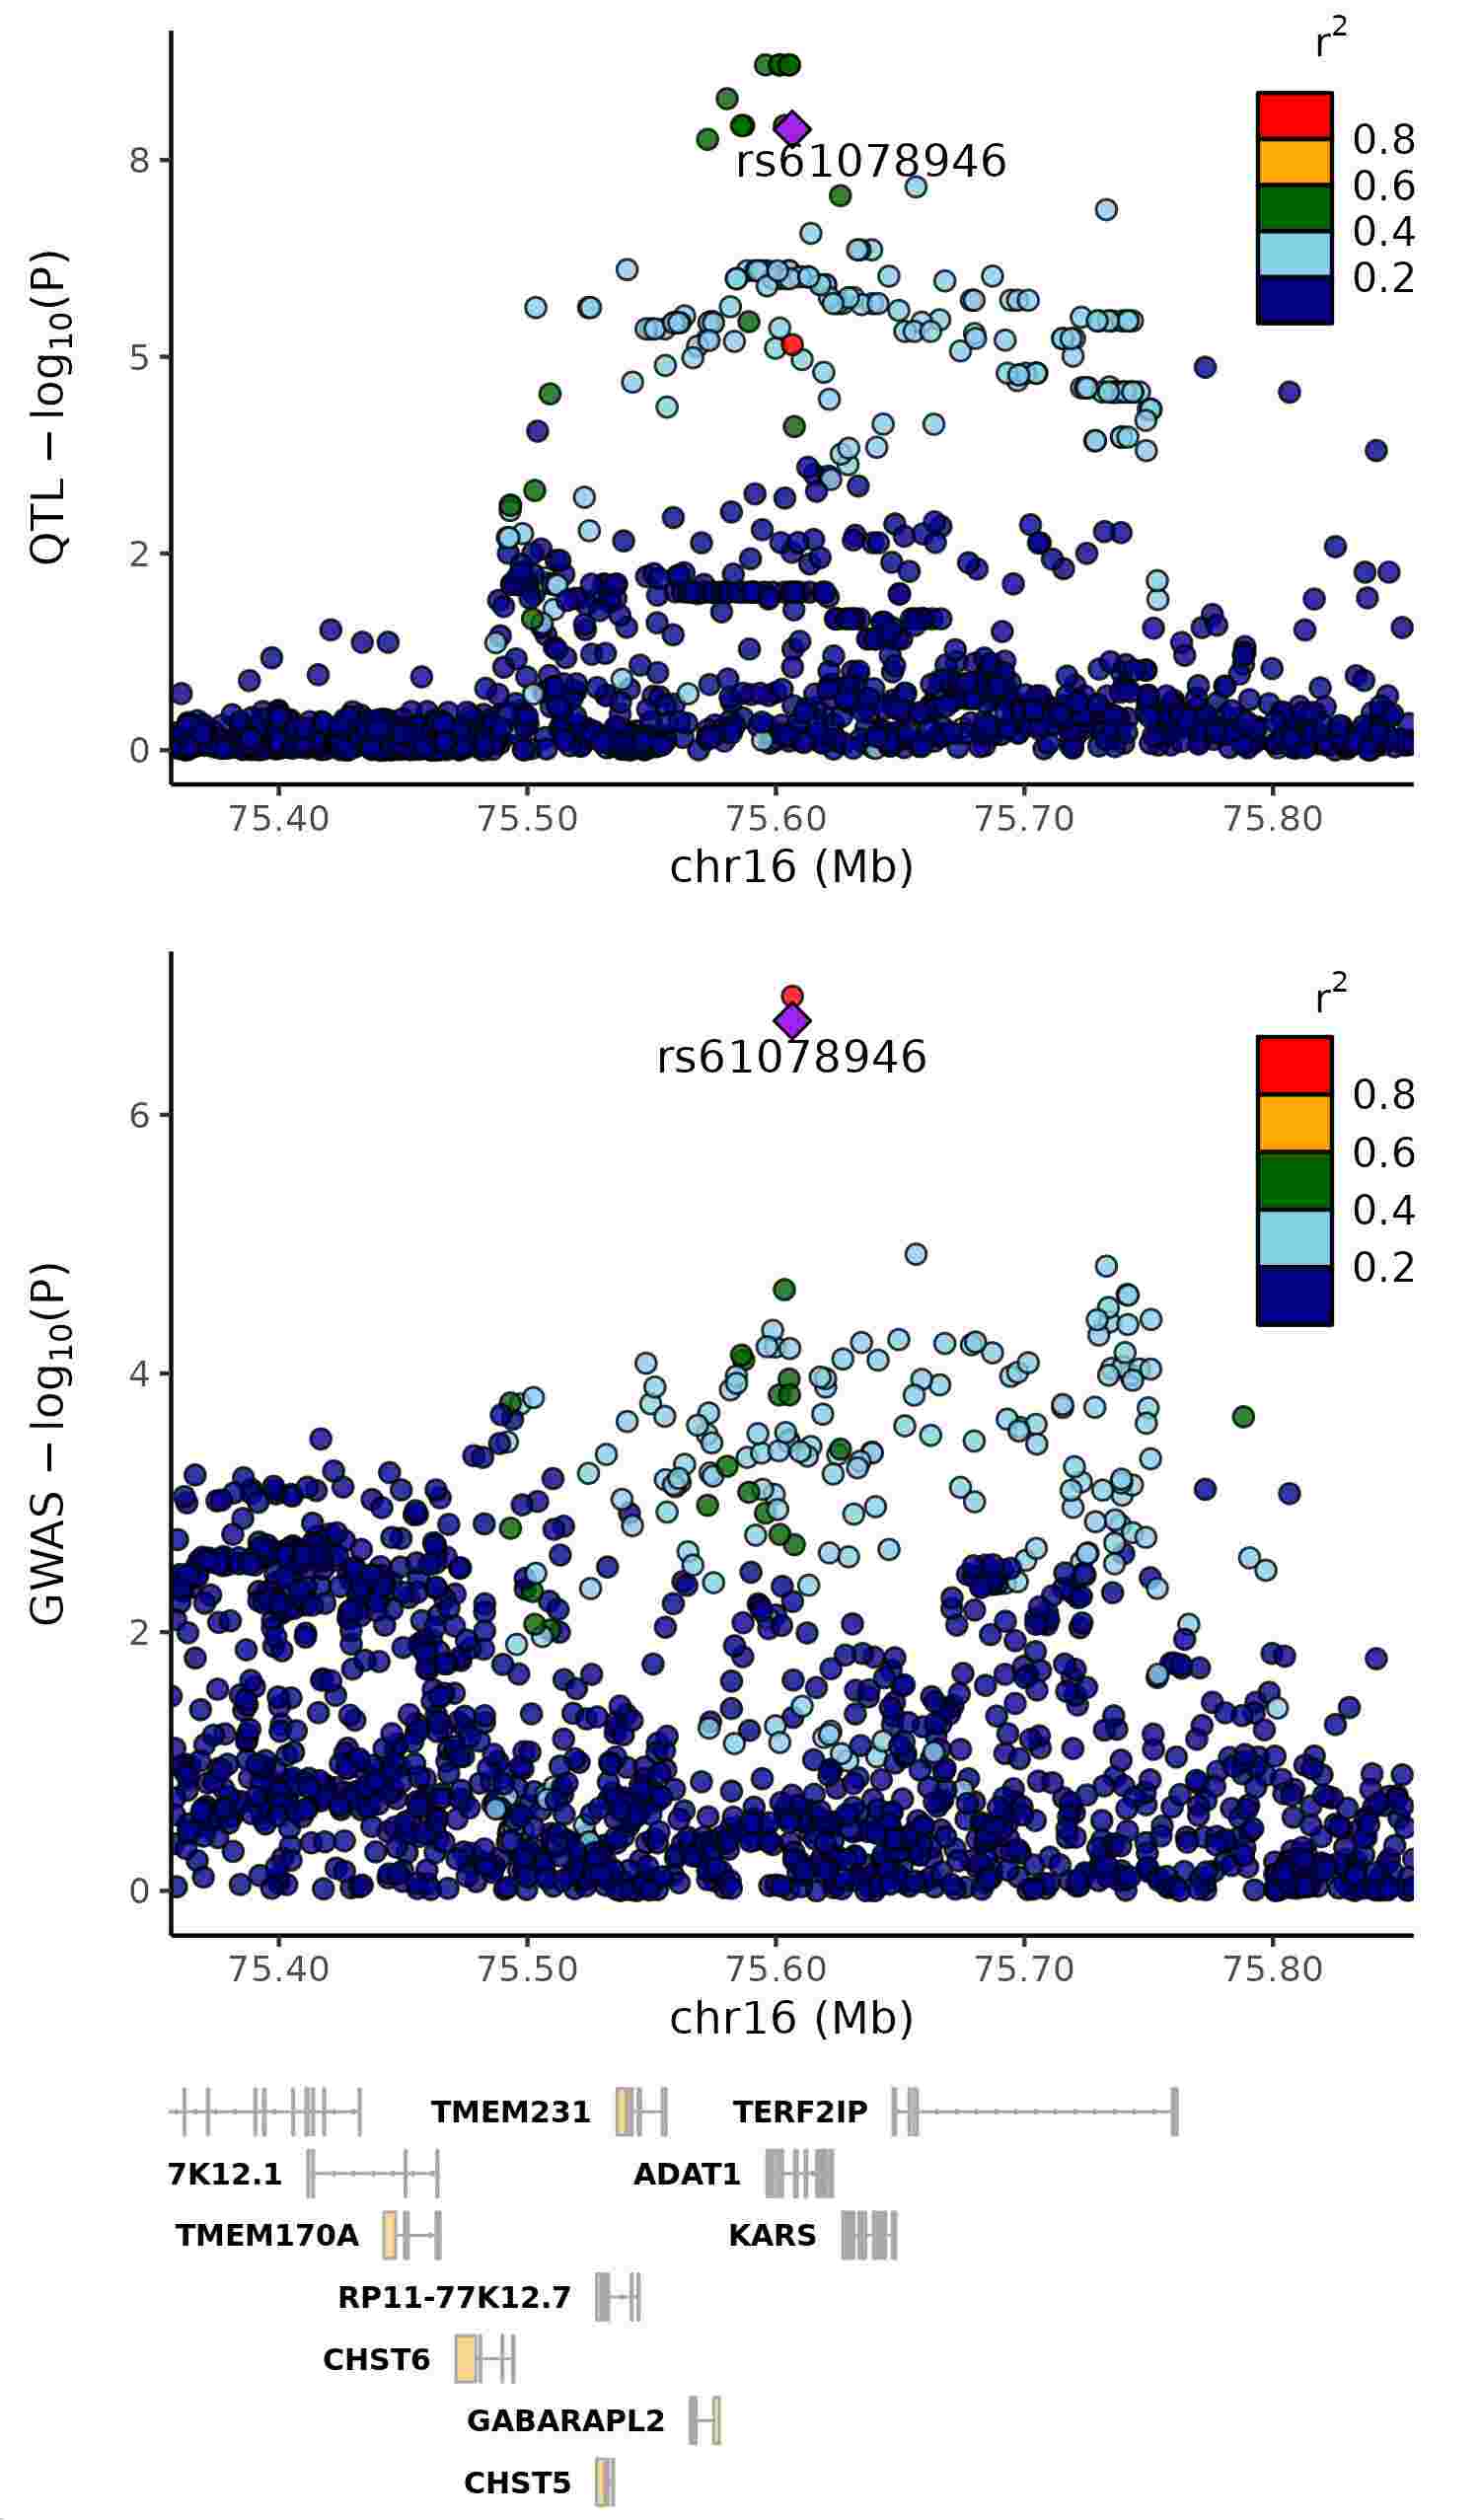 r2
0.8
0.6
0.4
0.2
rs61078946
8
5
2
0
QTL − log10(P)
75.40 75.50 75.60 75.70 75.80
chr16 (Mb)
r2
0.8
0.6
0.4
0.2
rs61078946
6
4
2
0
GWAS − log10(P)
75.40 75.50 75.60 75.70 75.80
chr16 (Mb)
TMEM231 TERF2IP
7K12.1 ADAT1
TMEM170A KARS
RP11-77K12.7
CHST6
GABARAPL2
CHST5